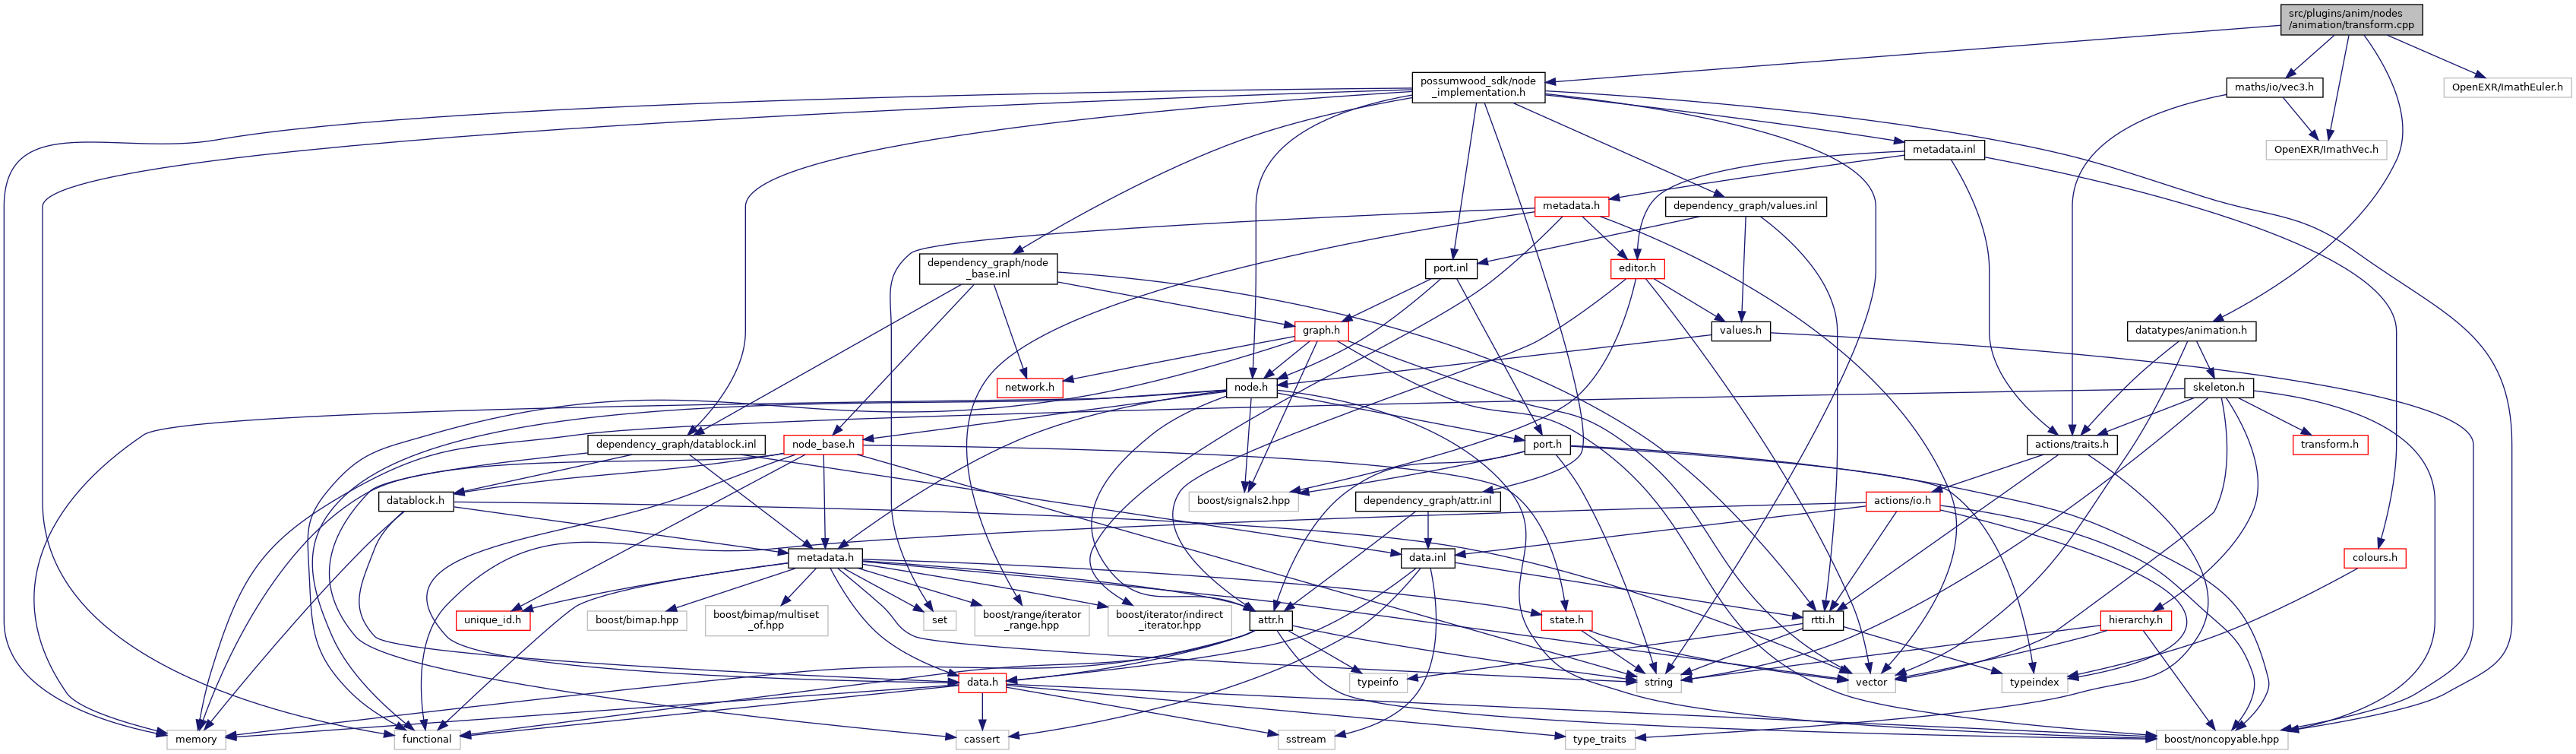 src/plugins/anim/nodes
/animation/transform.cpp
possumwood_sdk/node
_implementation.h
maths/io/vec3.h
OpenEXR/ImathEuler.h
metadata.inl
OpenEXR/ImathVec.h
metadata.h
dependency_graph/values.inl
dependency_graph/node
_base.inl
port.inl
editor.h
graph.h
values.h
datatypes/animation.h
network.h
node.h
skeleton.h
dependency_graph/datablock.inl
node_base.h
port.h
actions/traits.h
transform.h
datablock.h
boost/signals2.hpp
dependency_graph/attr.inl
actions/io.h
metadata.h
data.inl
colours.h
unique_id.h
boost/bimap.hpp
boost/bimap/multiset
_of.hpp
set
boost/range/iterator
_range.hpp
boost/iterator/indirect
_iterator.hpp
attr.h
state.h
rtti.h
hierarchy.h
data.h
typeinfo
string
vector
typeindex
memory
functional
cassert
sstream
type_traits
boost/noncopyable.hpp